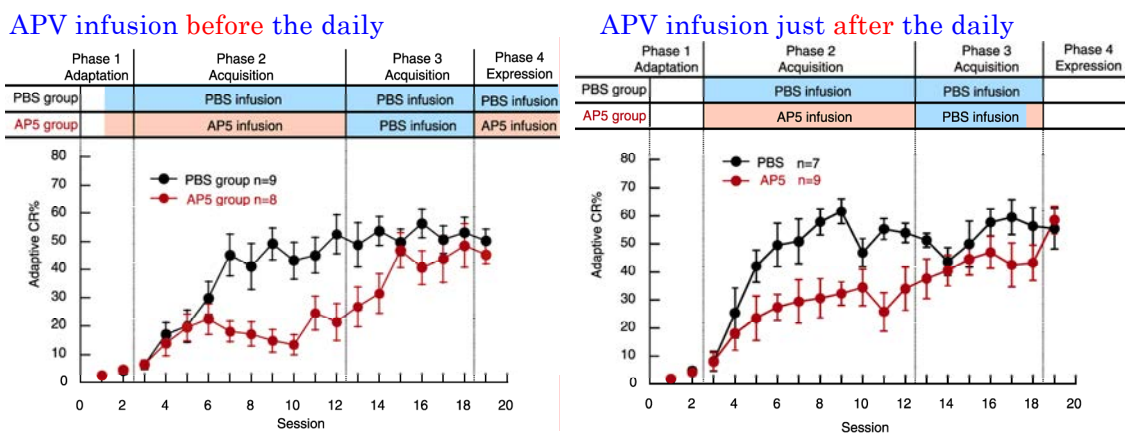 APV infusion before the daily
Phase 1 Adaptation
Phase 2 Acquisition
Phase 3 Acquisition
Phase 4 Expression
PBS group
PBS infusion
PBS infusion
PBS infusion
AP5 group
AP5 infusion
PBS infusion
AP5 infusion
Adaptive CR%
80
70
60
50
40
30
20
10
0
PBS group n=9
AP5 group n=8
0 2 4 6 8 10 12 14 16 18 20
Session
APV infusion just after the daily
Phase 1 Adaptation
Phase 2 Acquisition
Phase 3 Acquisition
Phase 4 Expression
PBS group
PBS infusion
PBS infusion
AP5 group
AP5 infusion
PBS infusion
Adaptive CR%
80
70
60
50
40
30
20
10
0
PBS n=7
AP5 n=9
0 2 4 6 8 10 12 14 16 18 20
Session